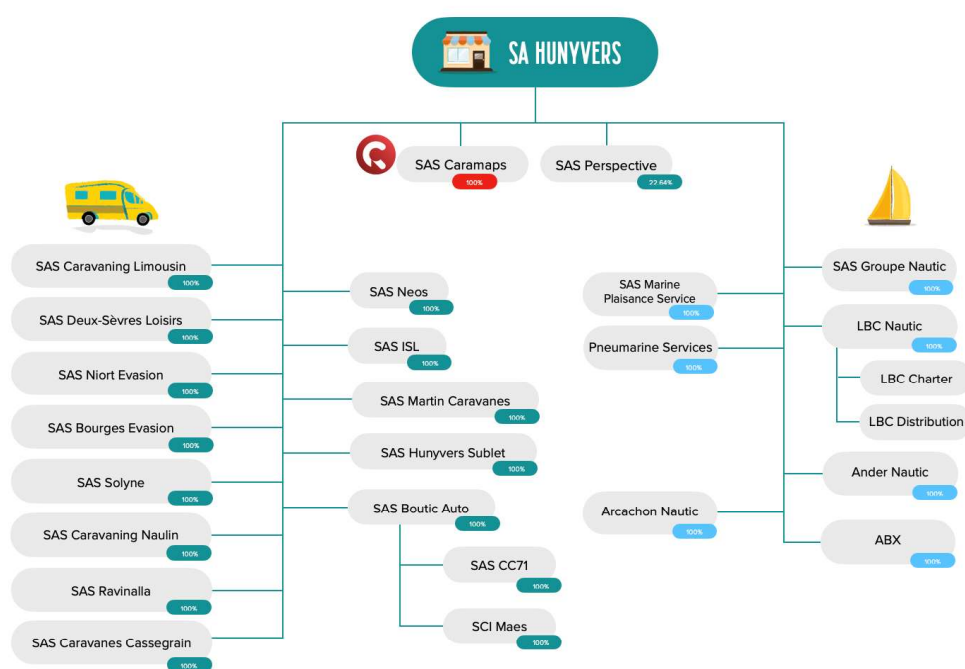 SA HUNYVERS
SAS Caramaps
100%
SAS Perspective
22.64%
SAS Caravaning Limousin
100%
SAS Deux-Sèvres Loisirs
100%
SAS Niort Evasion
100%
SAS Bourges Evasion
100%
SAS Solyne
100%
SAS Caravaning Naulin
100%
SAS Ravinalla
100%
SAS Caravanes Cassegrain
100%
SAS Neos
100%
SAS ISL
100%
SAS Martin Caravanes
100%
SAS Hunyvers Sublet
100%
SAS Boutic Auto
100%
SAS CC71
100%
SCI Maes
100%
SAS Marine
Plaisance Service
100%
Pneumarine Services
100%
Arcachon Nautic
100%
SAS Groupe Nautic
100%
LBC Nautic
100%
LBC Charter
LBC Distribution
Ander Nautic
100%
ABX
100%